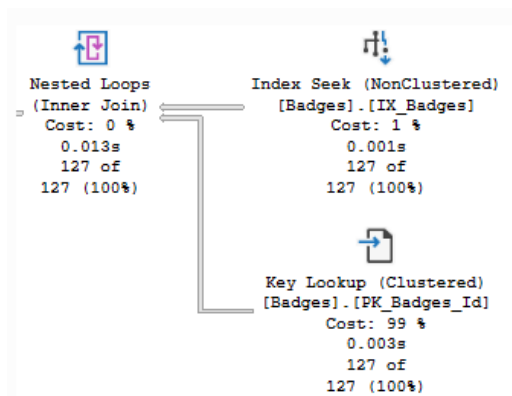 Nested Loops
(Inner Join)
Cost: 0 %
0.013s
127 of
127 (100%)
Index Seek (NonClustered)
[Badges].[IX_Badges]
Cost: 1 %
0.001s
127 of
127 (100%)
Key Lookup (Clustered)
[Badges].[PK_Badges_Id]
Cost: 99 %
0.003s
127 of
127 (100%)